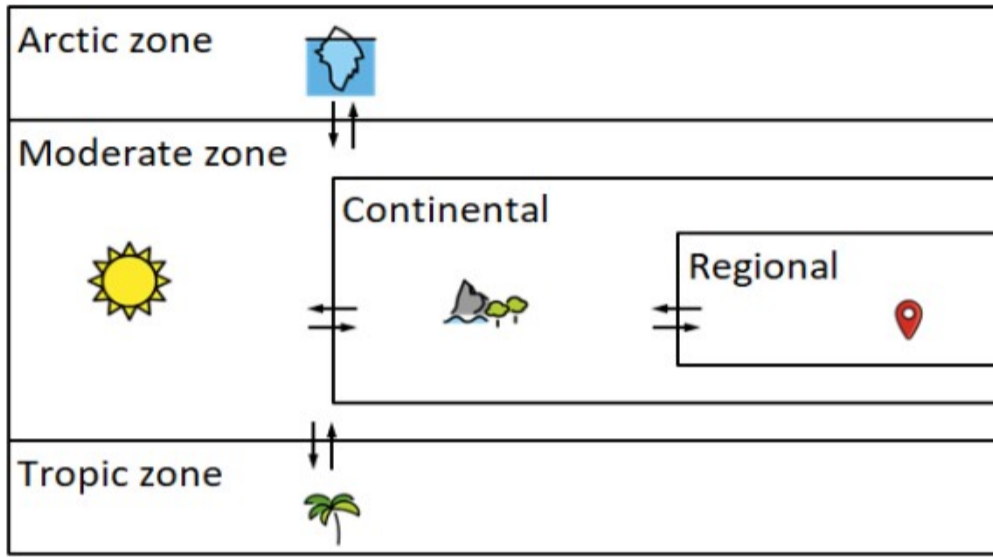 Arctic zone
Moderate zone
Continental
Regional
Tropic zone